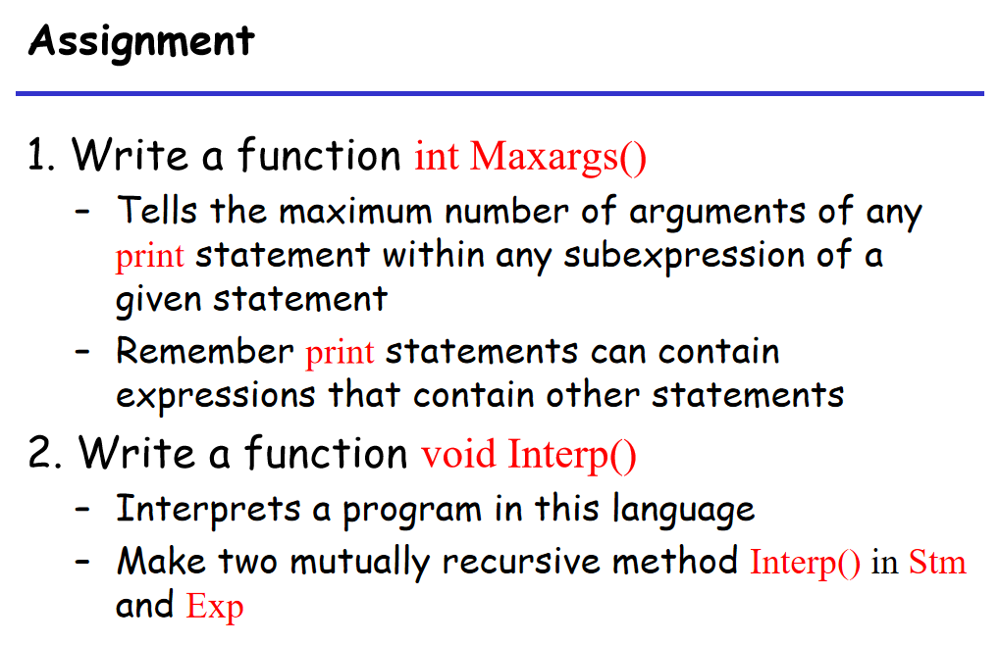 Assignment
1. Write a function int Maxargs()
- Tells the maximum number of arguments of any
print statement within any subexpression of a
given statement
- Remember print statements can contain
expressions that contain other statements
2. Write a function void Interp()
- Interprets a program in this language
- Make two mutually recursive method Interp() in Stm
and Exp